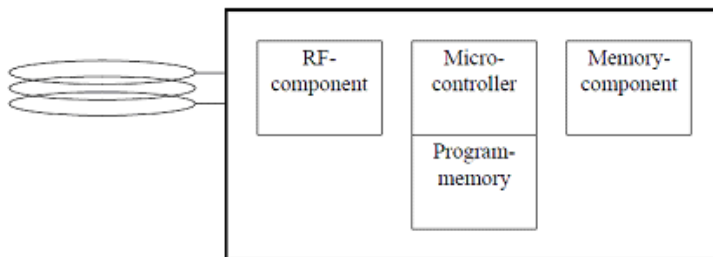 RF-
component
Micro-
controller
Program-
memory
Memory-
component